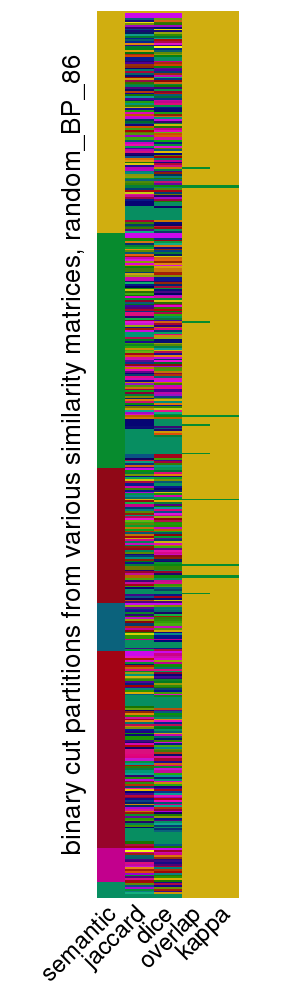 binary cut partitions from various similarity matrices, random_BP_86
semantic
jaccard
dice
overlap
kappa